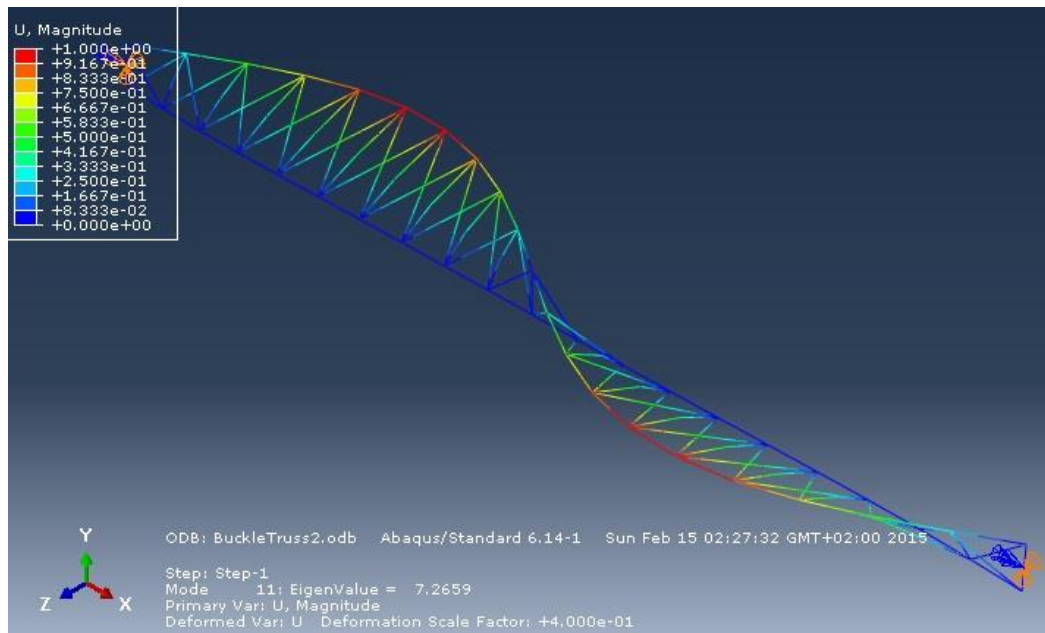 U, Magnitude
+1.000e+00
+9.167e-01
+8.333e-01
+7.500e-01
+6.667e-01
+5.833e-01
+5.000e-01
+4.167e-01
+3.333e-01
+2.500e-01
+1.667e-01
+8.333e-02
+0.000e+00
Y
Z
X
ODB: BuckleTruss2.odb Abaqus/Standard 6.14-1 Sun Feb 15 02:27:32 GMT+02:00 2015
Step: Step-1
Mode 11: EigenValue = 7.2659
Primary Var: U, Magnitude
Deformed Var: U Deformation Scale Factor: +4.000e-01